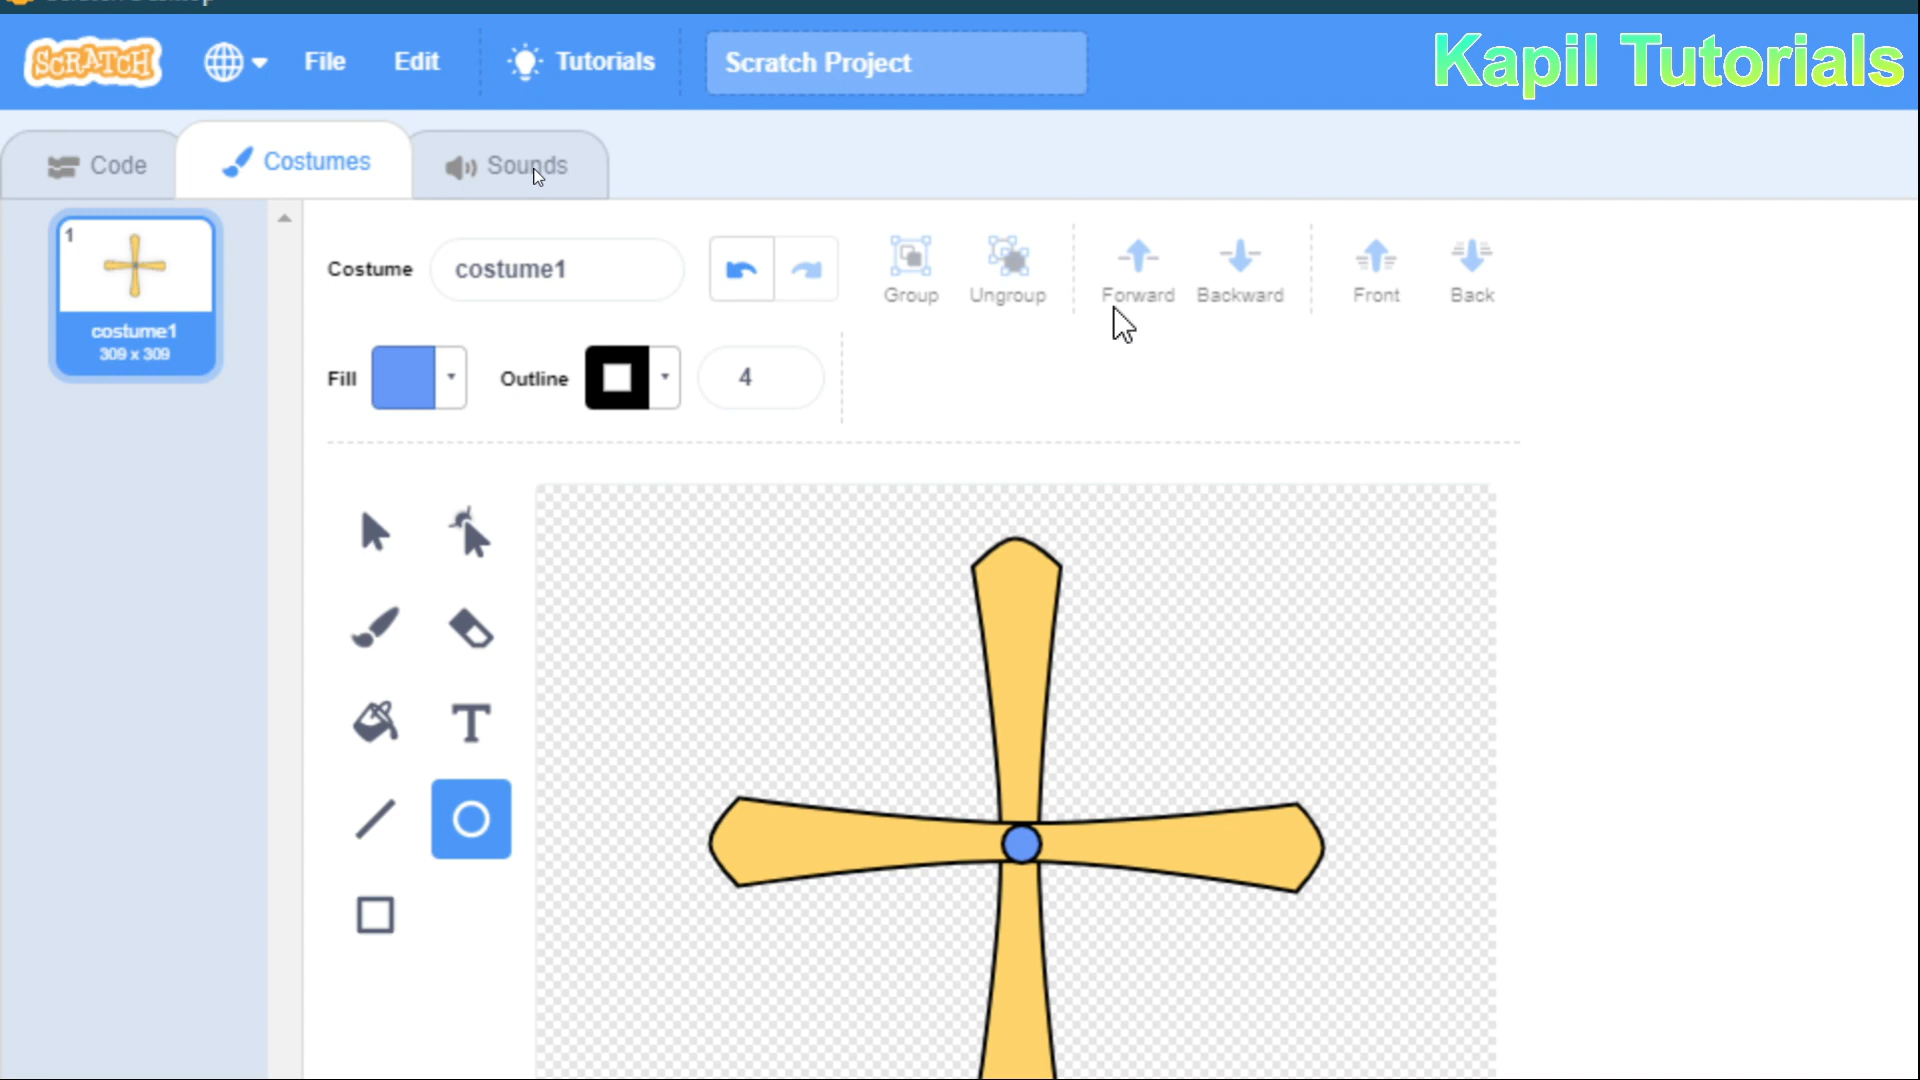 SCRATCH
File
Edit
Tutorials
Scratch Project
Kapil Tutorials
Code
Costumes
Sounds
1
costume1
309 x 309
Costume
costume1
Group
Ungroup
Forward
Backward
Front
Back
Fill
Outline
4